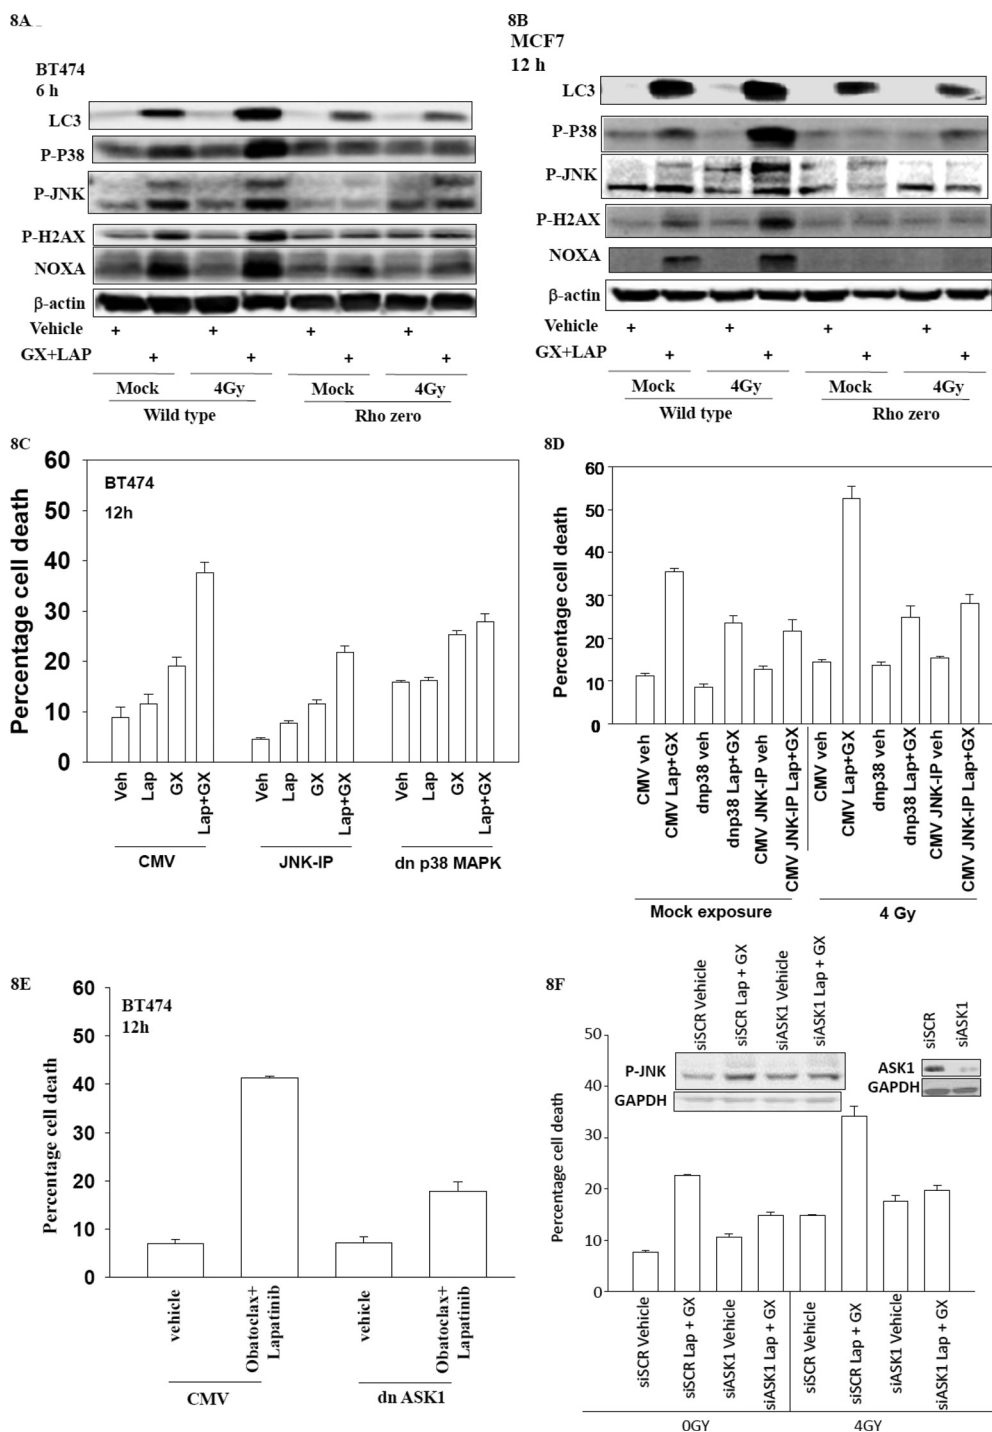 8A
BT474
6 h
LC3
P-P38
P-JNK
P-H2AX
NOXA
β-actin
Vehicle + + + +
GX+LAP + + + +
Mock 4Gy Mock 4Gy
Wild type Rho zero
8B
MCF7
12 h
LC3
P-P38
P-JNK
P-H2AX
NOXA
β-actin
Vehicle + + + +
GX+LAP + + + +
Mock 4Gy Mock 4Gy
Wild type Rho zero
8C
Percentage cell death
60
50
40
30
20
10
0
BT474
12h
Veh Lap GX Lap+GX Veh Lap GX Lap+GX Veh Lap GX Lap+GX
CMV JNK-IP dn p38 MAPK
8D
Percentage cell death
60
50
40
30
20
10
0
CMV veh
CMV Lap+GX
dnp38 veh
dnp38 Lap+GX
CMV JNK-IP veh
CMV JNK-IP Lap+GX
CMV veh
CMV Lap+GX
dnp38 veh
dnp38 Lap+GX
CMV JNK-IP veh
CMV JNK-IP Lap+GX
Mock exposure 4 Gy
8E
Percentage cell death
60
50
40
30
20
10
0
BT474
12h
vehicle
Obatoclax+
Lapatinib
vehicle
Obatoclax+
Lapatinib
CMV dn ASK1
8F
siSCR Vehicle
siSCR Lap + GX
siASK1 Vehicle
siASK1 Lap + GX
siSCR
siASK1
P-JNK
GAPDH
ASK1
GAPDH
Percentage cell death
50
40
30
20
10
0
siSCR Vehicle
siSCR Lap + GX
siASK1 Vehicle
siASK1 Lap + GX
siSCR Vehicle
siSCR Lap + GX
siASK1 Vehicle
siASK1 Lap + GX
0GY 4GY